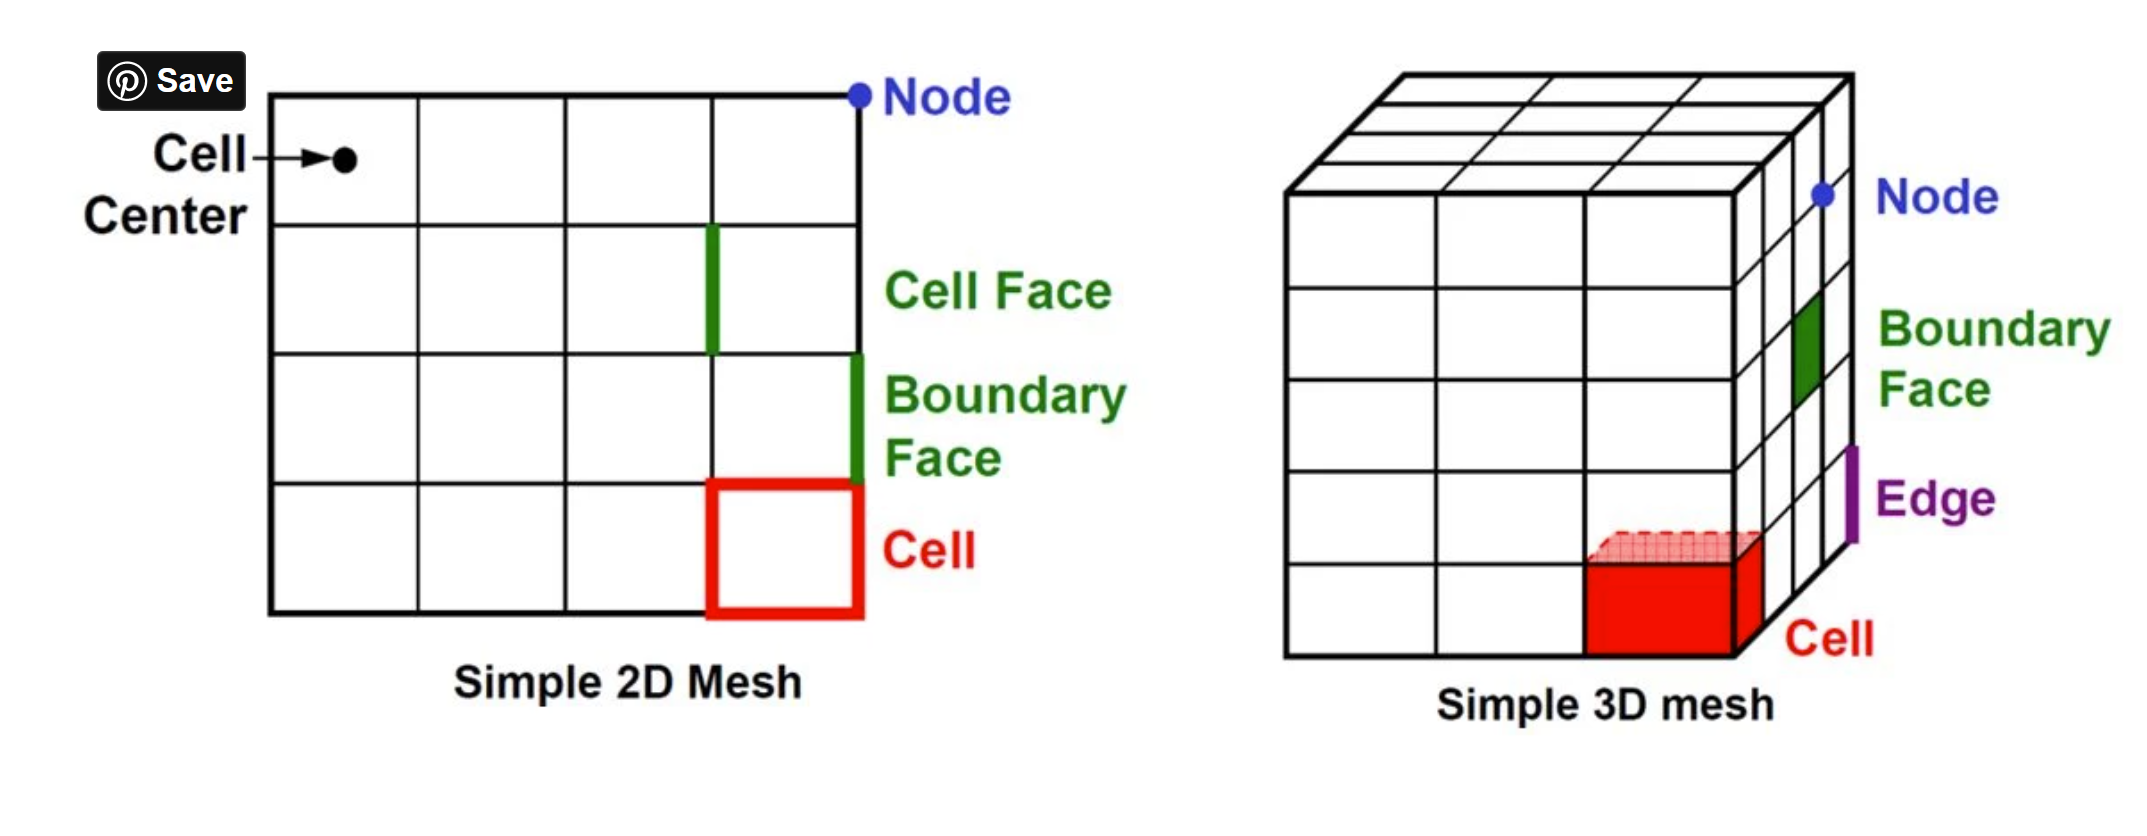 Save
Node
Cell
Center
Cell Face
Boundary
Face
Cell
Simple 2D Mesh
Node
Boundary
Face
Edge
Cell
Simple 3D mesh